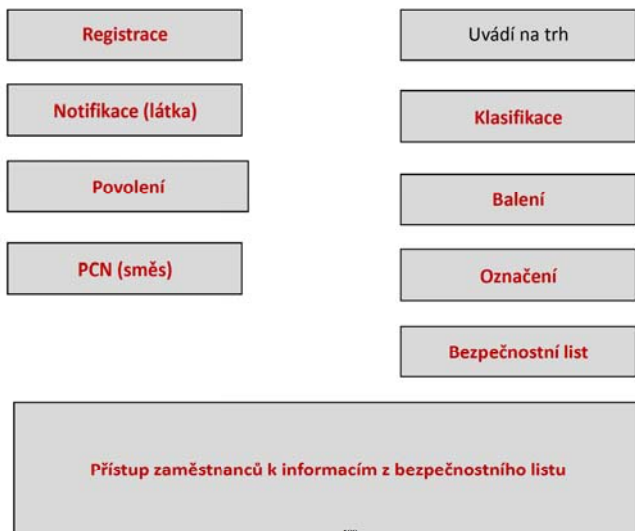 Registrace
Uvádí na trh
Notifikace (látka)
Klasifikace
Povolení
Balení
PCN (směs)
Označení
Bezpečnostní list
Přístup zaměstnanců k informacím z bezpečnostního listu